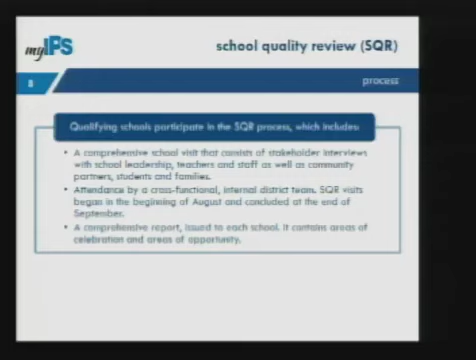 myIPS
school quality review (SQR)
8
process
Qualifying schools participate in the SQR process, which includes:
• A comprehensive school visit that consists of stakeholder interviews
with school leadership, teachers and staff as well as community
partners, students and families.
• Attendance by a cross-functional, internal district team. SQR visits
began in the beginning of August and concluded at the end of
September.
• A comprehensive report, issued to each school. It contains areas of
celebration and areas of opportunity.